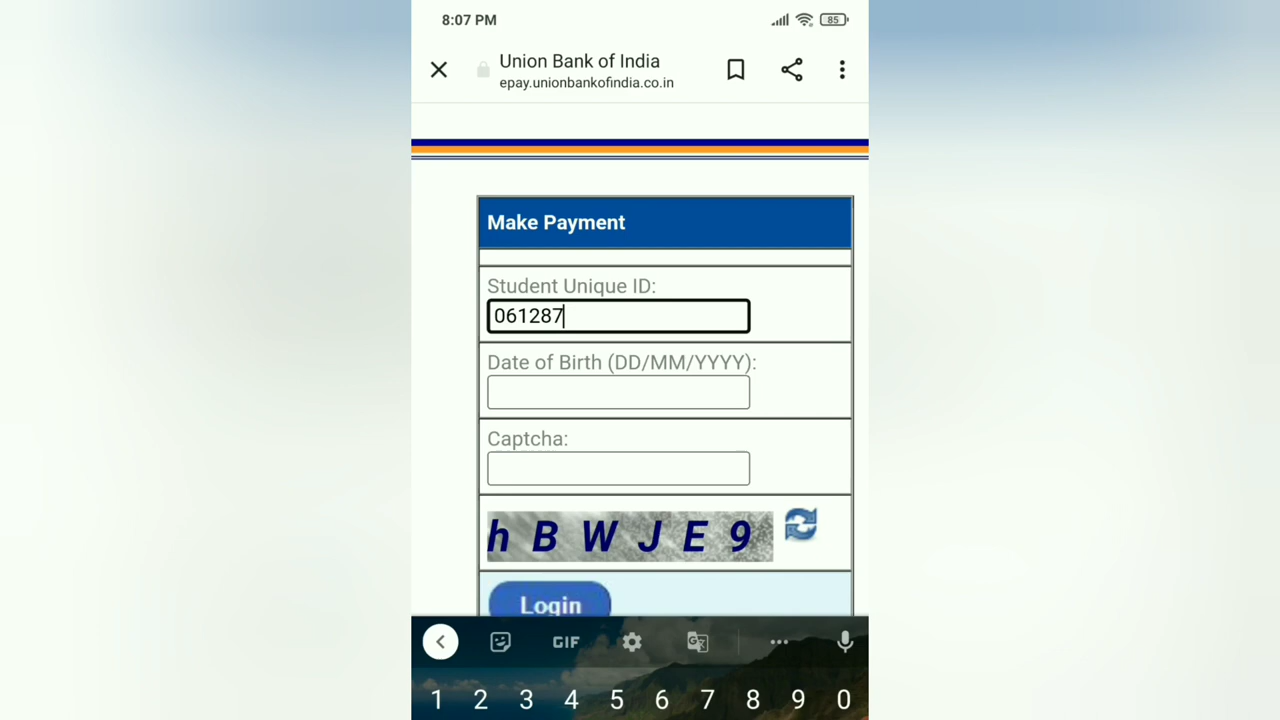 8:07 PM
85
Union Bank of India
epay.unionbankofindia.co.in
Make Payment
Student Unique ID:
061287
Date of Birth (DD/MM/YYYY):
Captcha:
h B W J E 9
Login
GIF
1 2 3 4 5 6 7 8 9 0